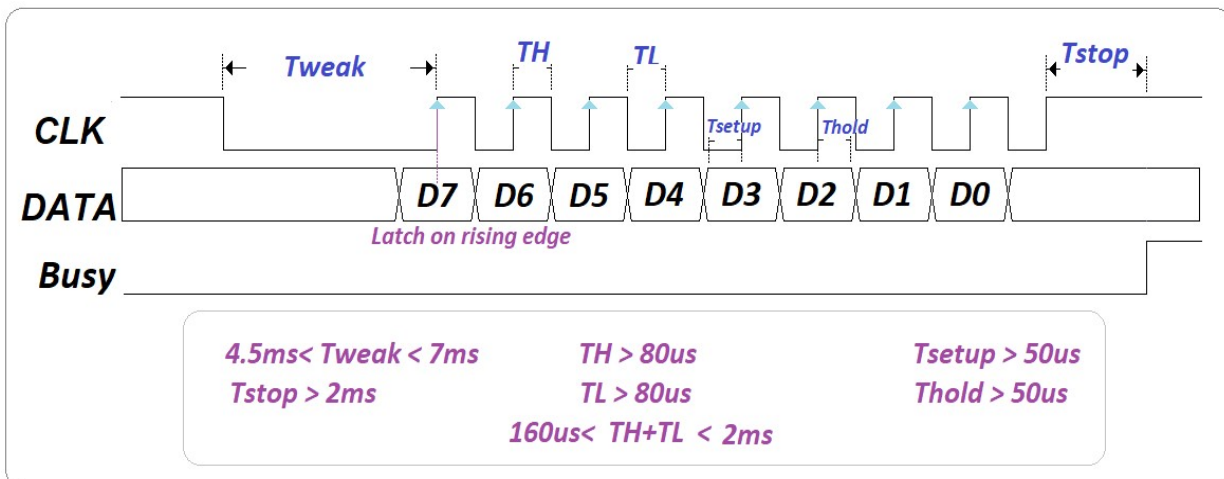 Tweak TH TL Tstop
CLK Tsetup Thold
DATA D7 D6 D5 D4 D3 D2 D1 D0
Latch on rising edge
Busy
4.5ms< Tweak < 7ms TH > 80us Tsetup > 50us
Tstop > 2ms TL > 80us Thold > 50us
160us< TH+TL < 2ms